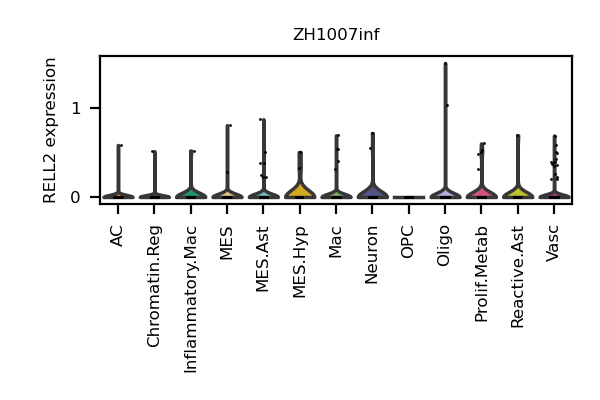 ZH1007inf
RELL2 expression
1
0
AC
Chromatin.Reg
Inflammatory.Mac
MES
MES.Ast
MES.Hyp
Mac
Neuron
OPC
Oligo
Prolif.Metab
Reactive.Ast
Vasc